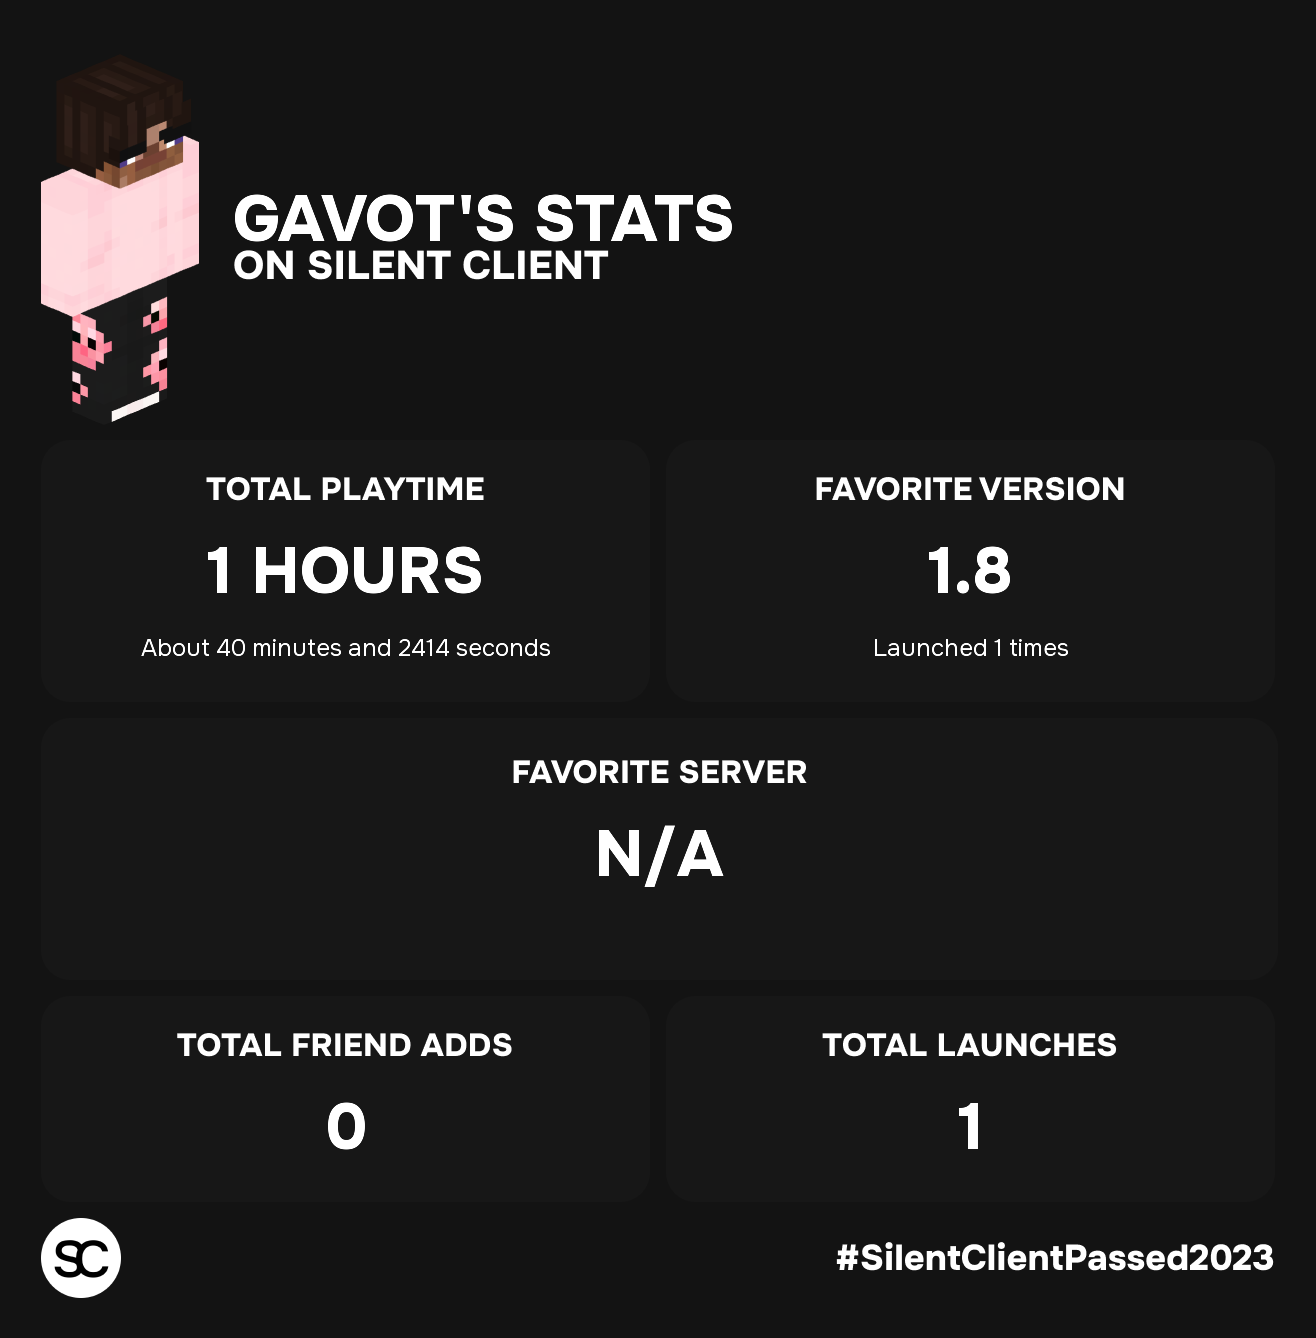 GAVOT'S STATS
ON SILENT CLIENT
TOTAL PLAYTIME
1 HOURS
About 40 minutes and 2414 seconds
FAVORITE VERSION
1.8
Launched 1 times
FAVORITE SERVER
N/A
TOTAL FRIEND ADDS
0
TOTAL LAUNCHES
1
SC
#SilentClientPassed2023